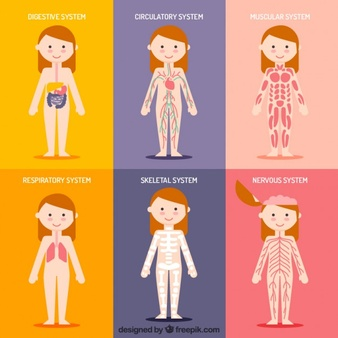 DIGESTIVE SYSTEM
CIRCULATORY SYSTEM
MUSCULAR SYSTEM
RESPIRATORY SYSTEM
SKELETAL SYSTEM
NERVOUS SYSTEM
designed by freepik.com